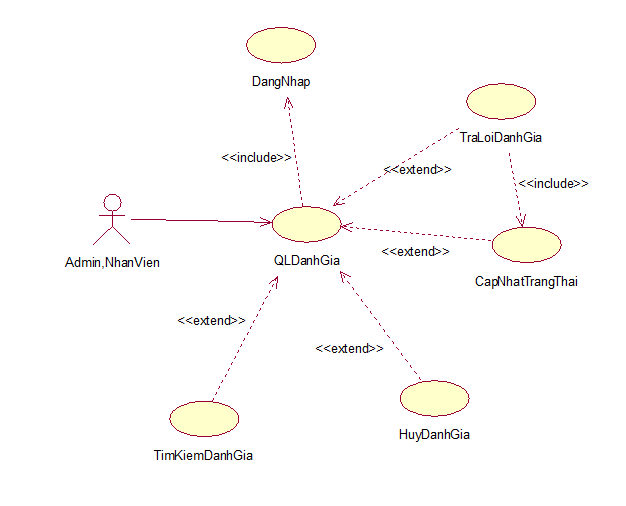 DangNhap
TraLoiDanhGia
<<include>>
<<extend>>
<<include>>
Admin,NhanVien
QLDanhGia
<<extend>>
CapNhatTrangThai
<<extend>>
<<extend>>
TimKiemDanhGia
HuyDanhGia